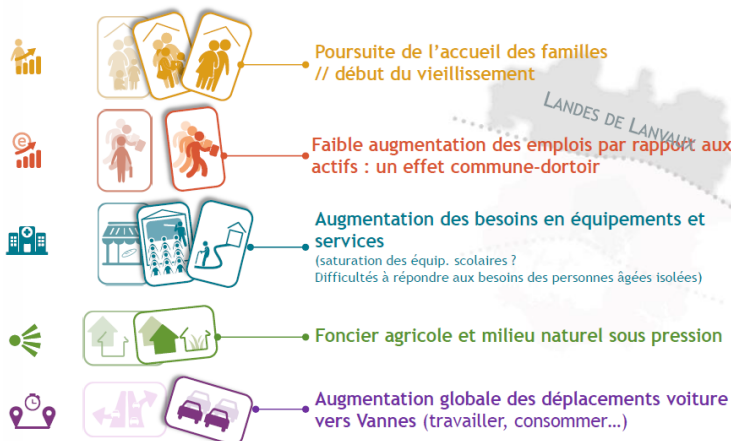 Poursuite de l’accueil des familles
// début du vieillissement
LANDES DE LANVAUX
e
Faible augmentation des emplois par rapport aux
actifs : un effet commune-dortoir
Augmentation des besoins en équipements et
services
(saturation des équip. scolaires ?
Difficultés à répondre aux besoins des personnes âgées isolées)
Foncier agricole et milieu naturel sous pression
Augmentation globale des déplacements voiture
vers Vannes (travailler, consommer…)